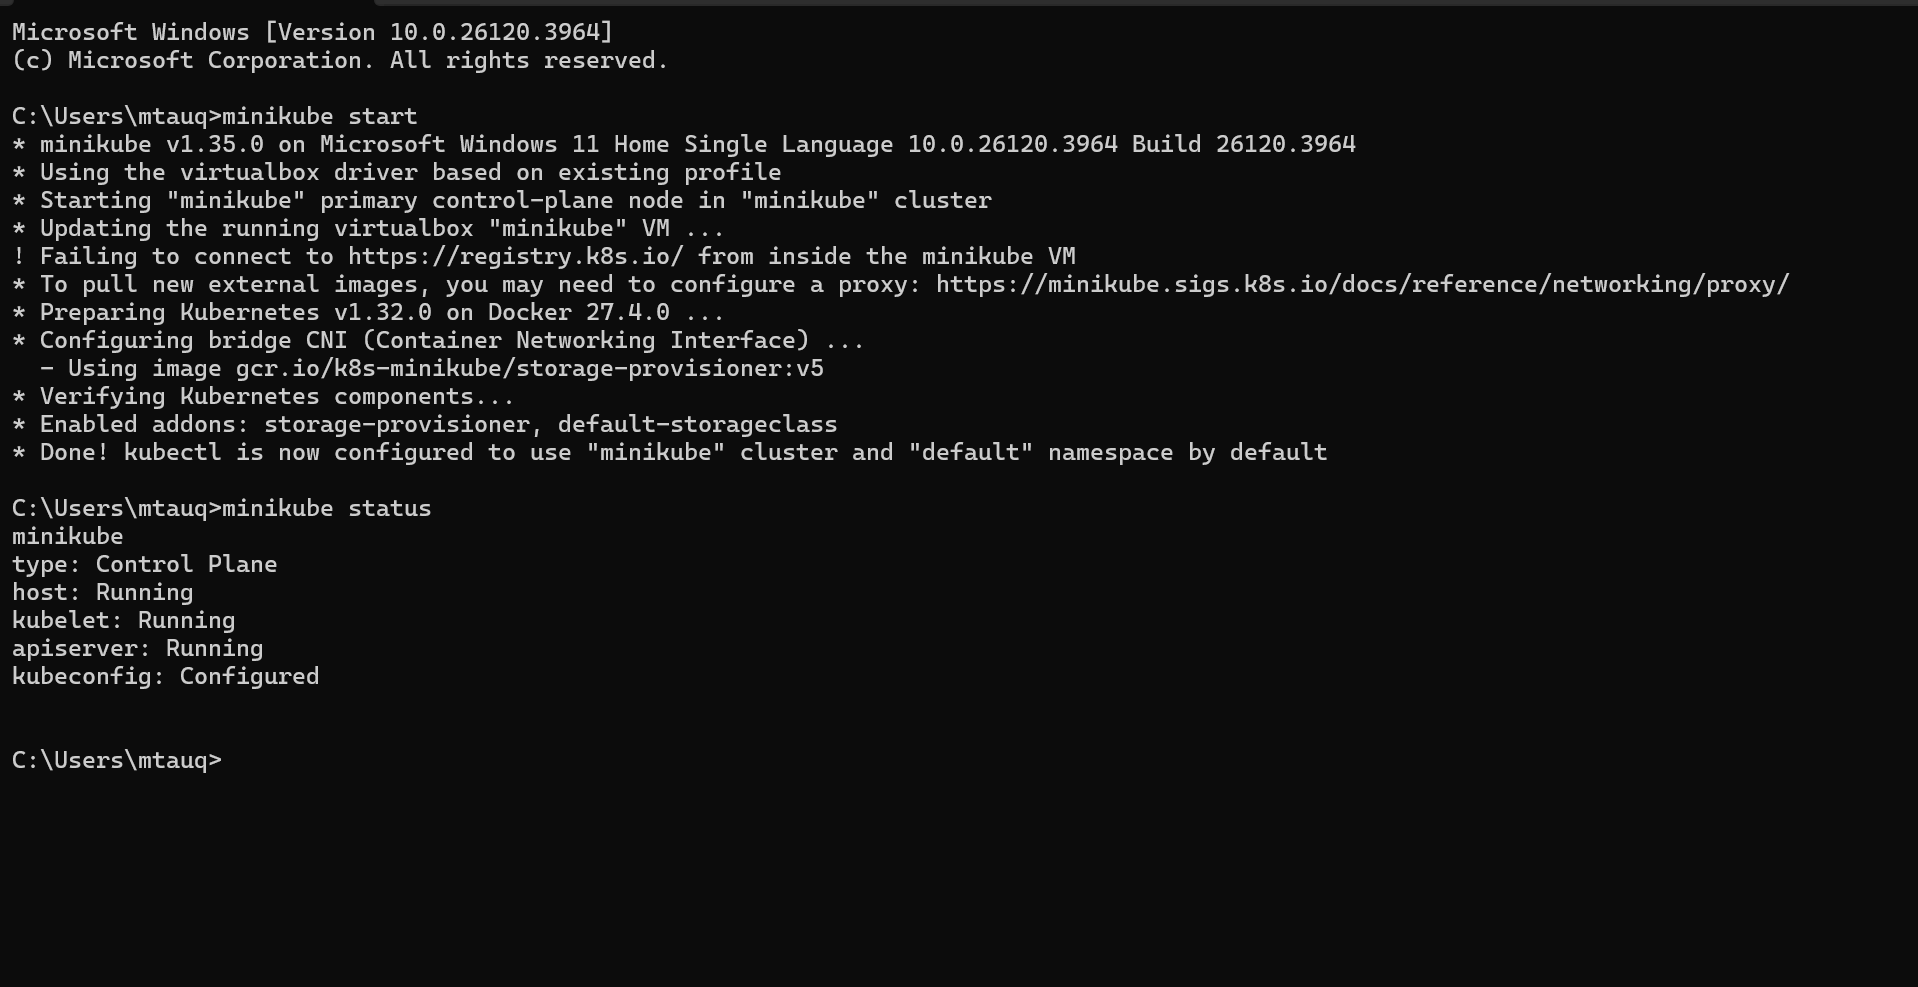 Microsoft Windows [Version 10.0.26120.3964]
(c) Microsoft Corporation. All rights reserved.
C:\Users\mtauq>minikube start
* minikube v1.35.0 on Microsoft Windows 11 Home Single Language 10.0.26120.3964 Build 26120.3964
* Using the virtualbox driver based on existing profile
* Starting "minikube" primary control-plane node in "minikube" cluster
* Updating the running virtualbox "minikube" VM ...
! Failing to connect to https://registry.k8s.io/ from inside the minikube VM
* To pull new external images, you may need to configure a proxy: https://minikube.sigs.k8s.io/docs/reference/networking/proxy/
* Preparing Kubernetes v1.32.0 on Docker 27.4.0 ...
* Configuring bridge CNI (Container Networking Interface) ...
  - Using image gcr.io/k8s-minikube/storage-provisioner:v5
* Verifying Kubernetes components...
* Enabled addons: storage-provisioner, default-storageclass
* Done! kubectl is now configured to use "minikube" cluster and "default" namespace by default
C:\Users\mtauq>minikube status
minikube
type: Control Plane
host: Running
kubelet: Running
apiserver: Running
kubeconfig: Configured
C:\Users\mtauq>